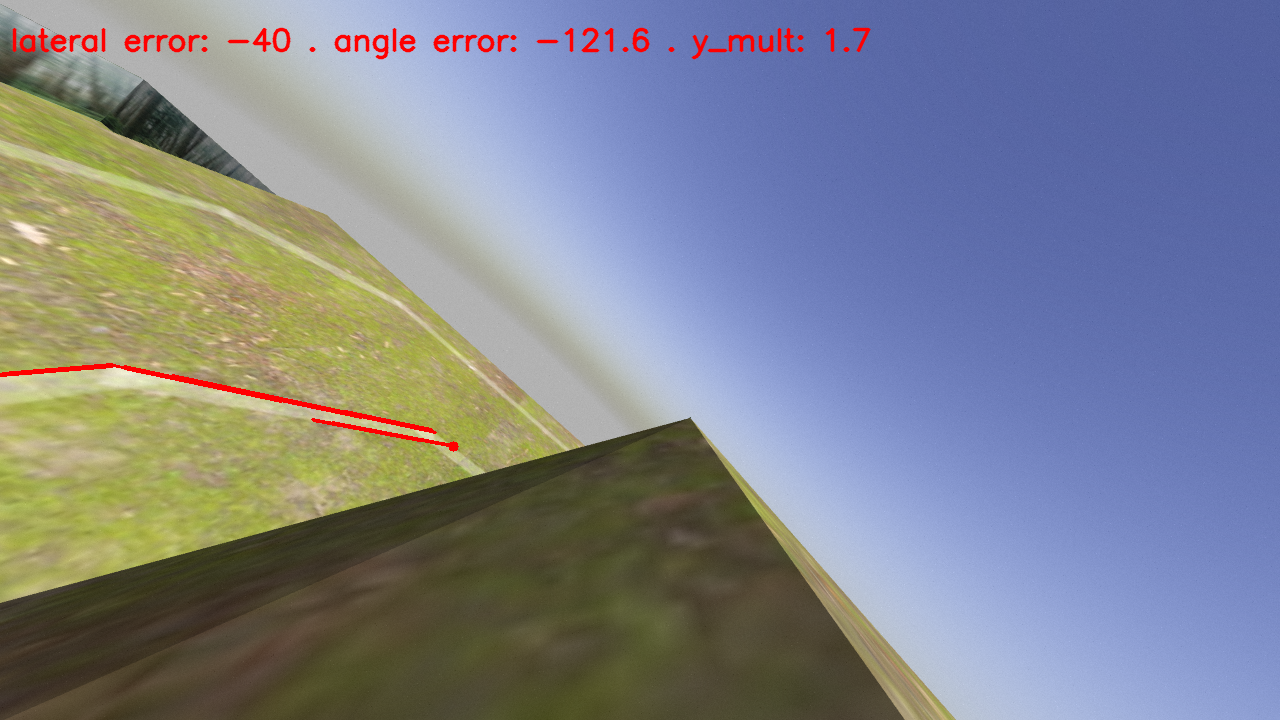 lateral error: -40 . angle error: -121.6 . y_mult: 1.7